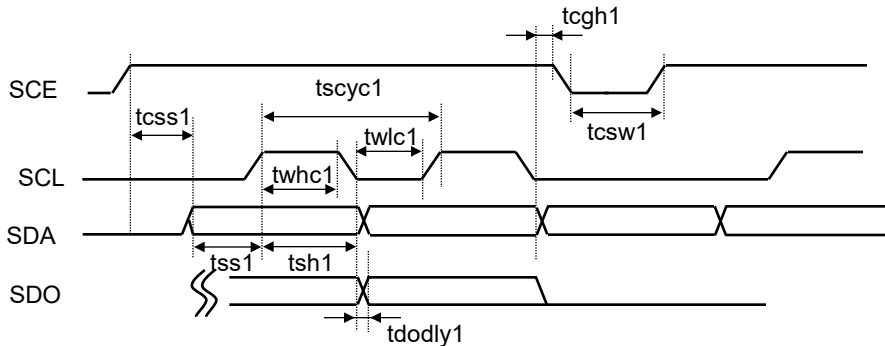 tcgh1
SCE
tscyc1
tcss1
tcsw1
twlc1
SCL
twhc1
SDA
tss1
tsh1
SDO
tdodly1